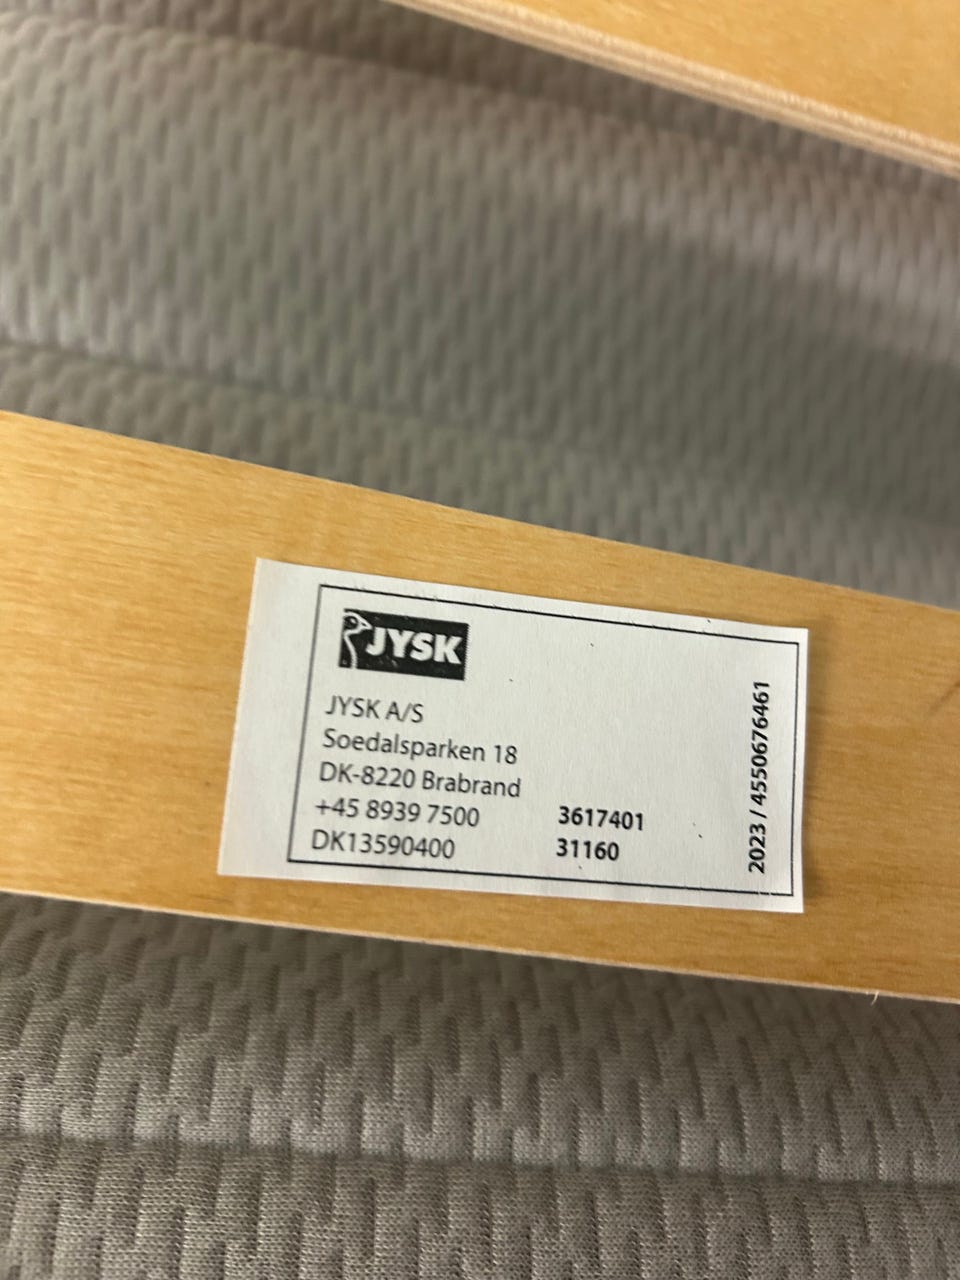 JYSK
JYSK A/S
Soedalsparken 18
DK-8220 Brabrand
+45 8939 7500
DK13590400
3617401
31160
2023 / 4550676461